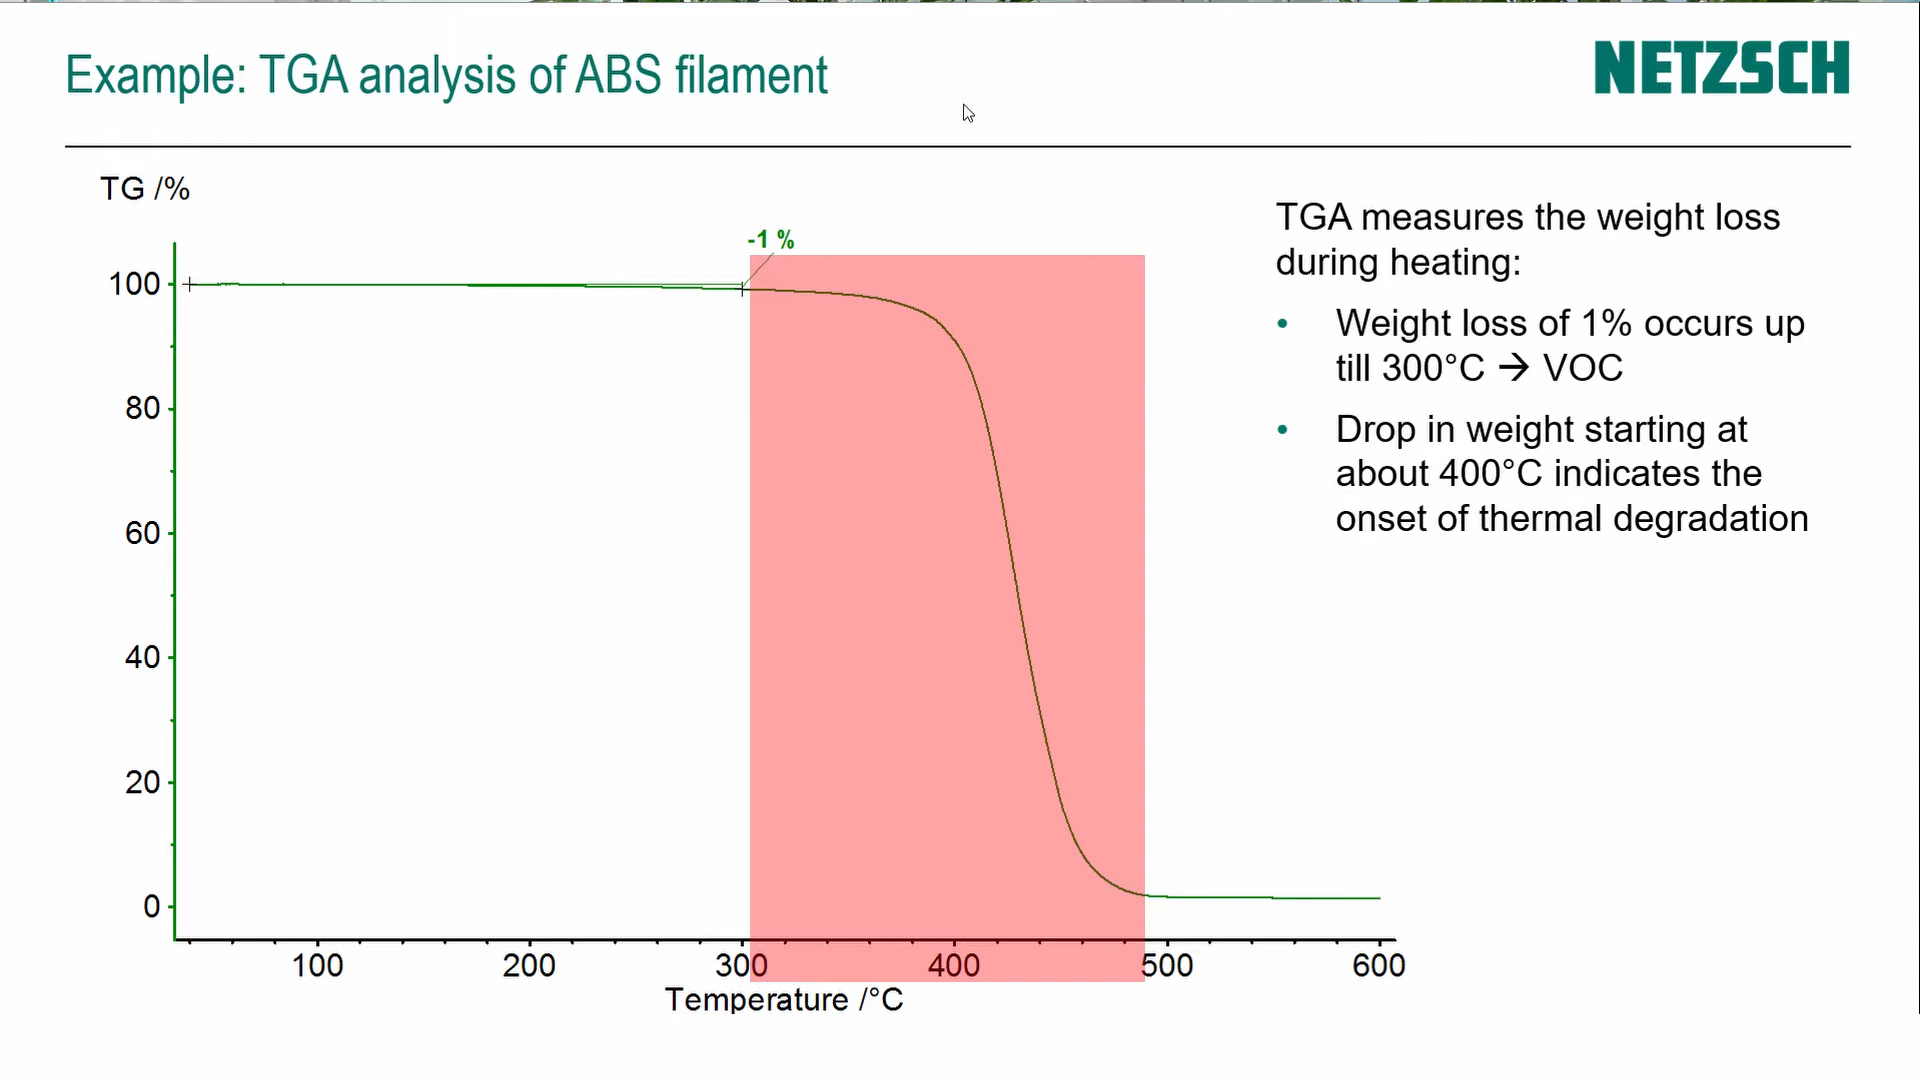 Example: TGA analysis of ABS filament
NETZSCH
TG /%
-1 %
100
80
60
40
20
0
100 200 300 400 500 600
Temperature /°C
TGA measures the weight loss
during heating:
• Weight loss of 1% occurs up
till 300°C → VOC
• Drop in weight starting at
about 400°C indicates the
onset of thermal degradation